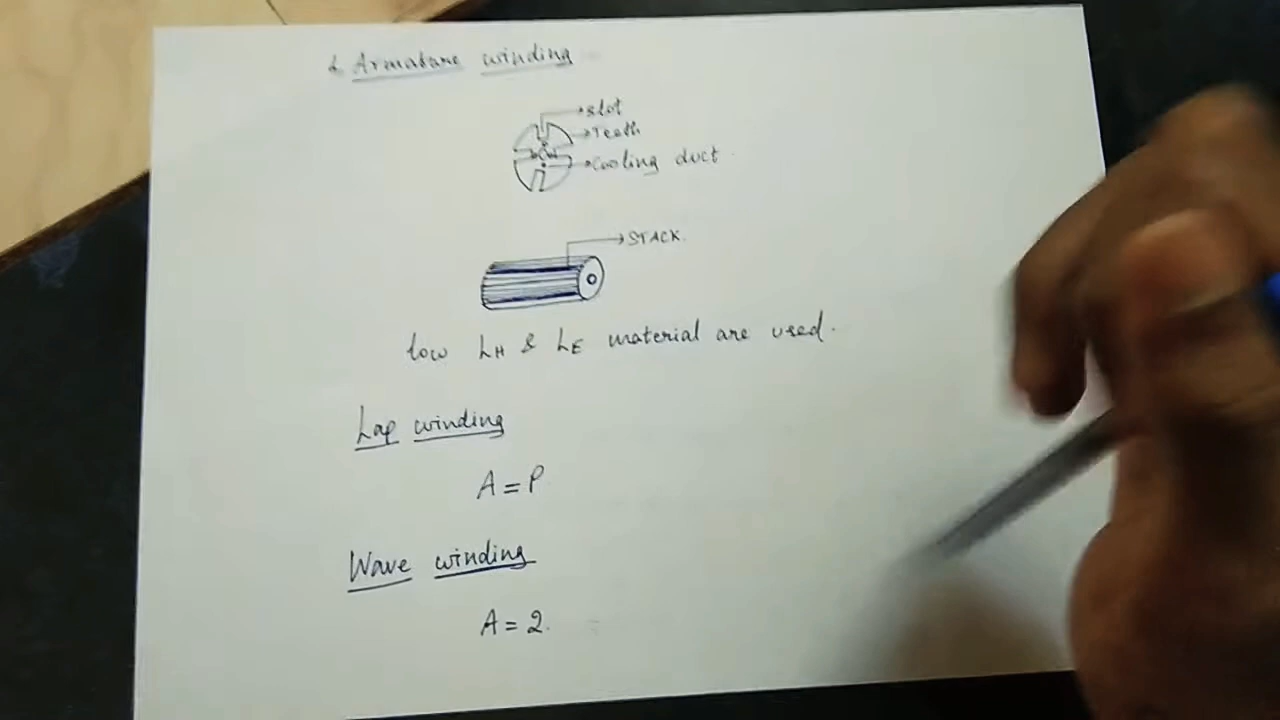 Armature winding
slot
Teeth
Cooling duct
STACK
low LH & LE material are used.
Lap winding
A = P
Wave winding
A = 2.